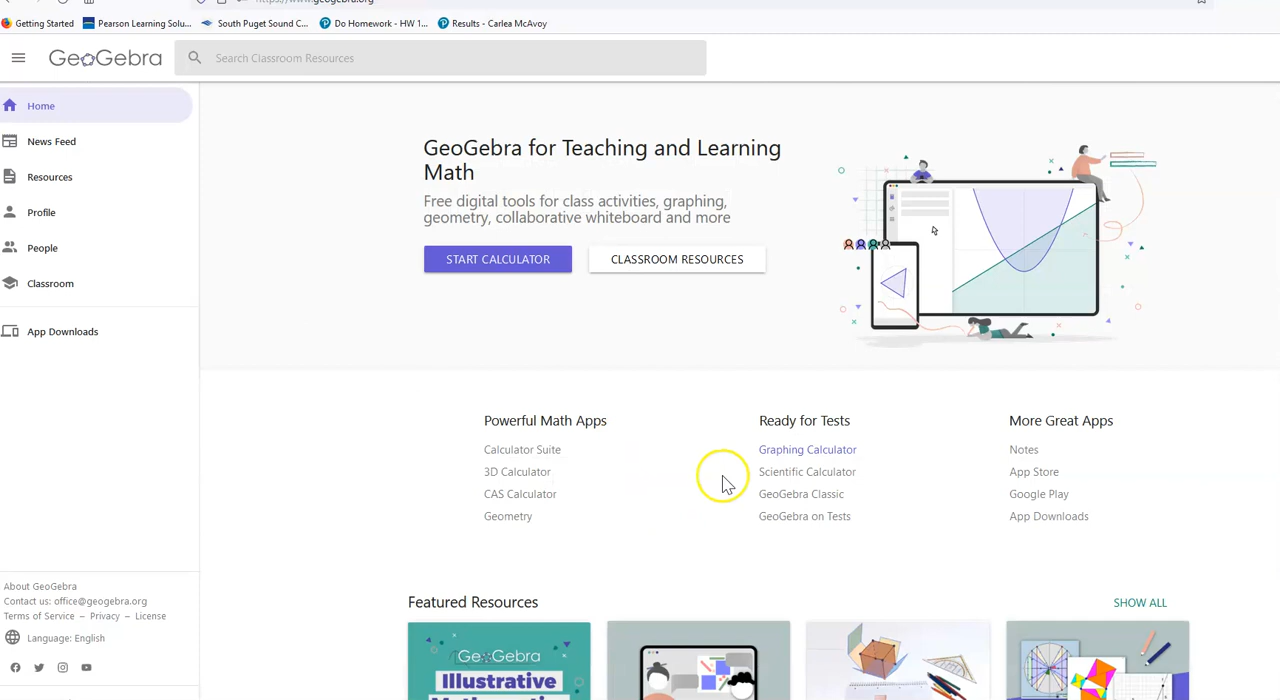 https://www.geogebra.org
Getting Started
Pearson Learning Solu...
South Puget Sound C...
Do Homework - HW 1...
Results - Carlea McAvoy
GeoGebra
Search Classroom Resources
Home
News Feed
Resources
Profile
People
Classroom
App Downloads
About GeoGebra
Contact us: office@geogebra.org
Terms of Service – Privacy – License
Language: English
GeoGebra for Teaching and Learning
Math
Free digital tools for class activities, graphing,
geometry, collaborative whiteboard and more
START CALCULATOR
CLASSROOM RESOURCES
Powerful Math Apps
Calculator Suite
3D Calculator
CAS Calculator
Geometry
Ready for Tests
Graphing Calculator
Scientific Calculator
GeoGebra Classic
GeoGebra on Tests
More Great Apps
Notes
App Store
Google Play
App Downloads
Featured Resources
SHOW ALL
GeoGebra
Illustrative
Mathematics